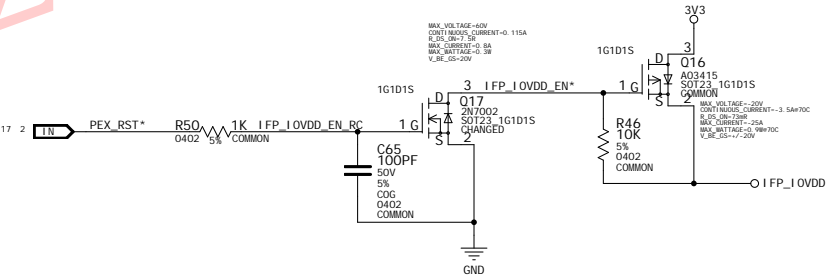 3V3
MAX_VOLTAGE=60V
CONTINUOUS_CURRENT=0.115A
R_DS_ON=7.5R
MAX_CURRENT=0.8A
MAX_WATTAGE=0.3W
V_BE_GS=20V
1G1D1S
D
3
Q16
1 G
AO3415
SOT23_1G1D1S
COMMON
S
2
MAX_VOLTAGE=-20V
CONTINUOUS_CURRENT=-3.5A@70C
R_DS_ON=73mR
MAX_CURRENT=-25A
MAX_WATTAGE=0.9W@70C
V_BE_GS=+/-20V
1G1D1S
D
3
IFP_IOVDD_EN*
Q17
2N7002
SOT23_1G1D1S
CHANGED
1 G
S
2
17 2
IN
PEX_RST*
R50
1K
0402
5%
COMMON
IFP_IOVDD_EN_RC
C65
100PF
50V
5%
COG
0402
COMMON
R46
10K
5%
0402
COMMON
IFP_IOVDD
GND